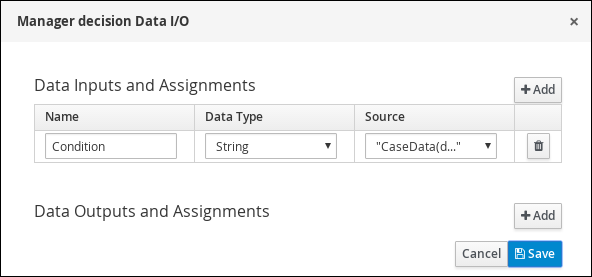 Manager decision Data I/O ×
Data Inputs and Assignments
+ Add
Name Data Type Source
Condition String "CaseData(d..."
Data Outputs and Assignments
+ Add
Cancel Save